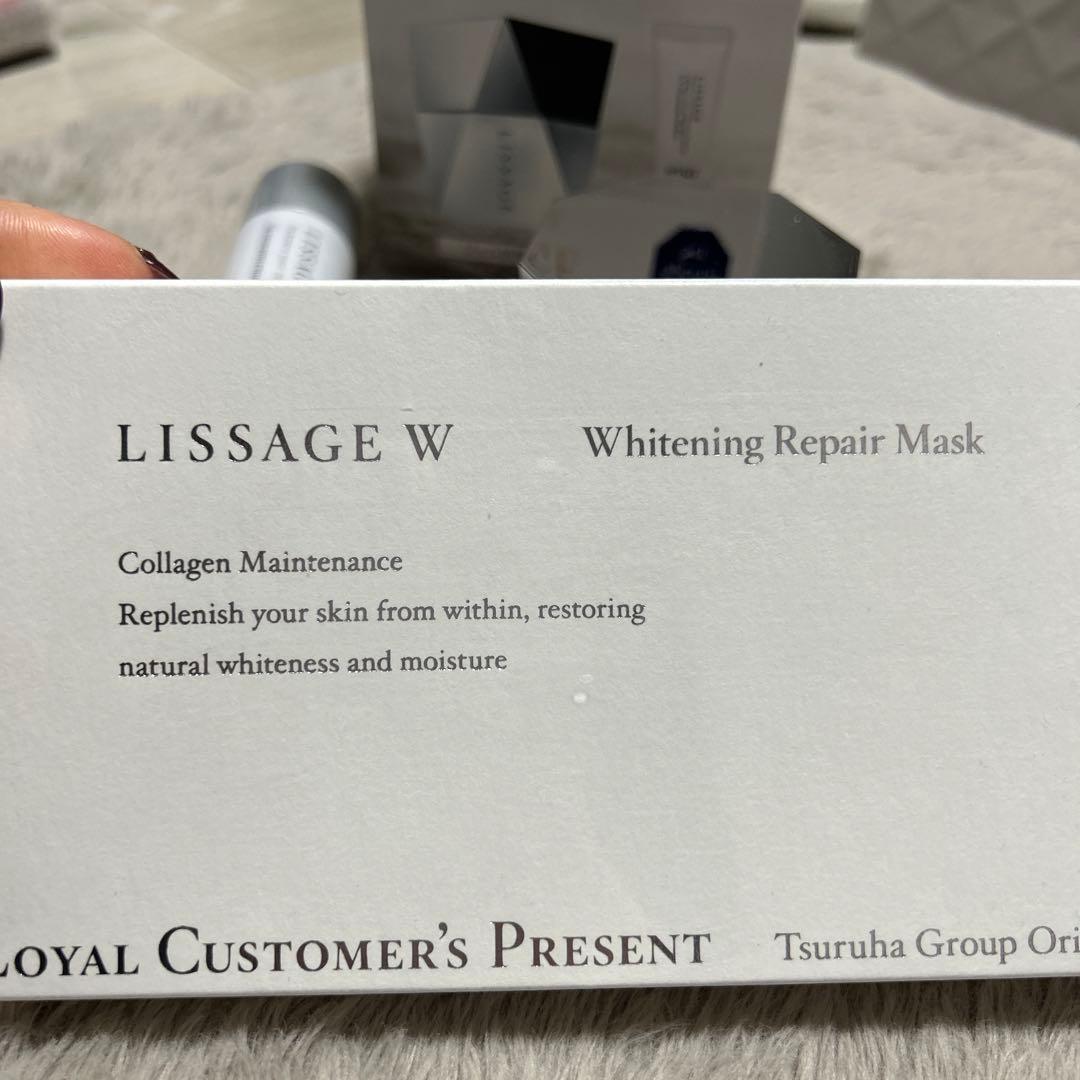 LISSAGE
LISSAGE W
Whitening Repair Mask
Collagen Maintenance
Replenish your skin from within, restoring
natural whiteness and moisture
LOYAL CUSTOMER'S PRESENT
Tsuruha Group Ori